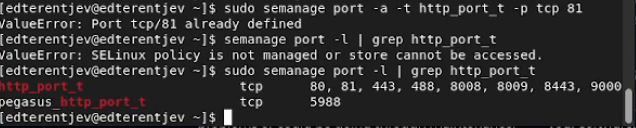 [edterentjev@edterentjev ~]$ sudo semanage port -a -t http_port_t -p tcp 81
ValueError: Port tcp/81 already defined
[edterentjev@edterentjev ~]$ semanage port -l | grep http_port_t
ValueError: SELinux policy is not managed or store cannot be accessed.
[edterentjev@edterentjev ~]$ sudo semanage port -l | grep http_port_t
http_port_t tcp 80, 81, 443, 488, 8008, 8009, 8443, 9000
pegasus_http_port_t tcp 5988
[edterentjev@edterentjev ~]$